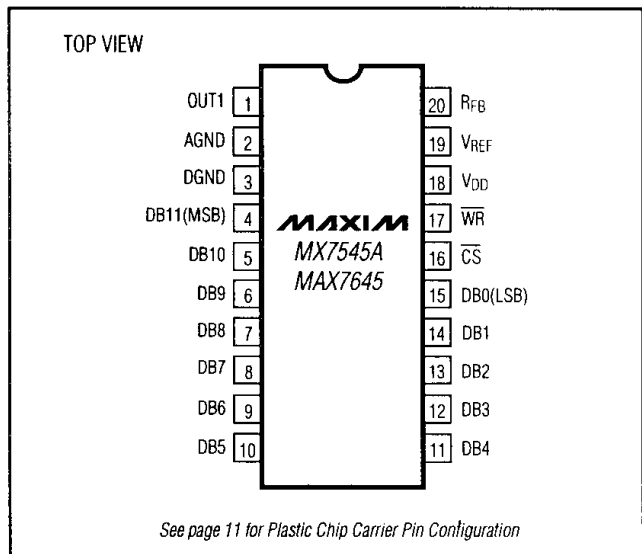 TOP VIEW
OUT1 1 20 RFB
AGND 2 19 VREF
DGND 3 18 VDD
DB11(MSB) 4 MAXIM 17 W̅R̅
DB10 5 MX7545A 16 C̅S̅
DB9 6 MAX7645 15 DB0(LSB)
DB8 7 14 DB1
DB7 8 13 DB2
DB6 9 12 DB3
DB5 10 11 DB4
See page 11 for Plastic Chip Carrier Pin Configuration